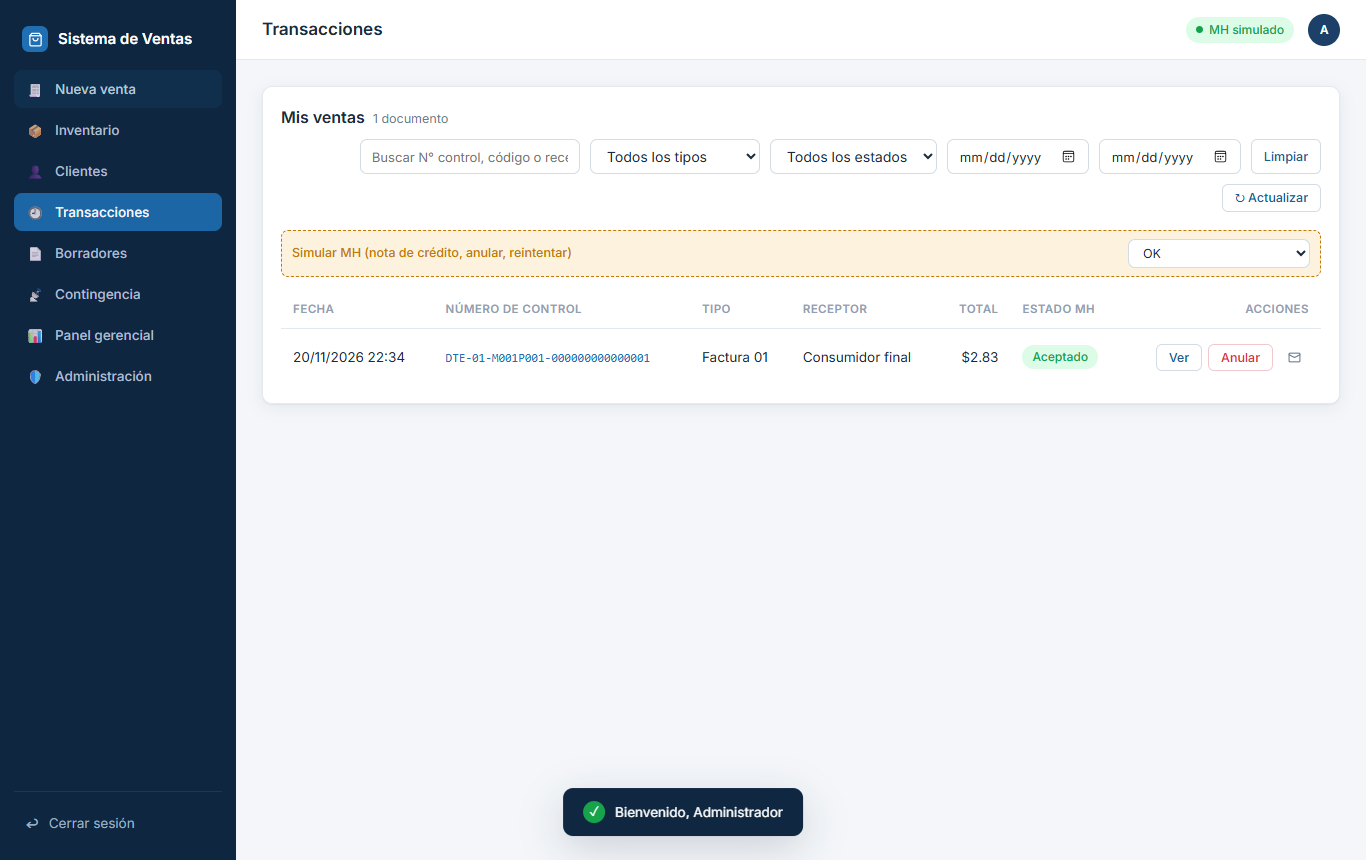 Sistema de Ventas
Nueva venta
Inventario
Clientes
Transacciones
Borradores
Contingencia
Panel gerencial
Administración
Cerrar sesión
Transacciones
MH simulado
A
Mis ventas 1 documento
Buscar N° control, código o rece
Todos los tipos
Todos los estados
mm/dd/yyyy
mm/dd/yyyy
Limpiar
↻ Actualizar
Simular MH (nota de crédito, anular, reintentar)
OK
FECHA NÚMERO DE CONTROL TIPO RECEPTOR TOTAL ESTADO MH ACCIONES
20/11/2026 22:34 DTE-01-M001P001-000000000000001 Factura 01 Consumidor final $2.83 Aceptado Ver Anular
Bienvenido, Administrador